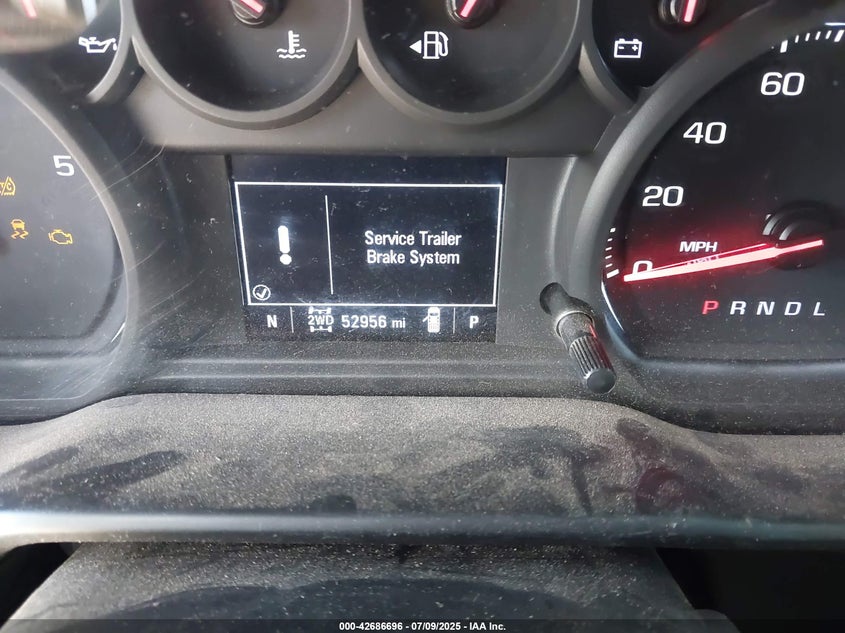 5
60
40
20
0
MPH
Service Trailer
Brake System
N 2WD 52956 mi P
P R N D L
000-42686696 - 07/09/2025 - IAA Inc.